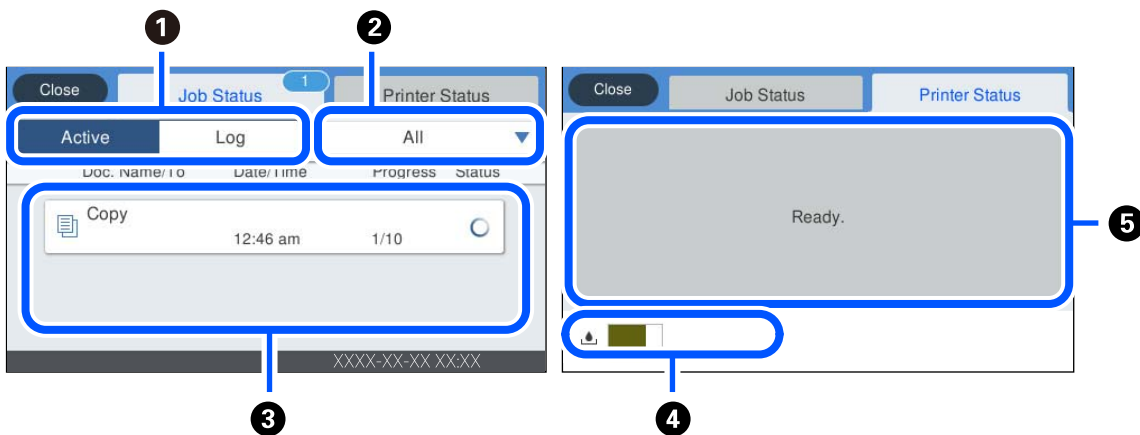 1 2
Close Job Status 1 Printer Status
Active Log All
Doc. Name/To Date/Time Progress Status
Copy
12:46 am 1/10
XXXX-XX-XX XX:XX
3
Close Job Status Printer Status
Ready.
5
4